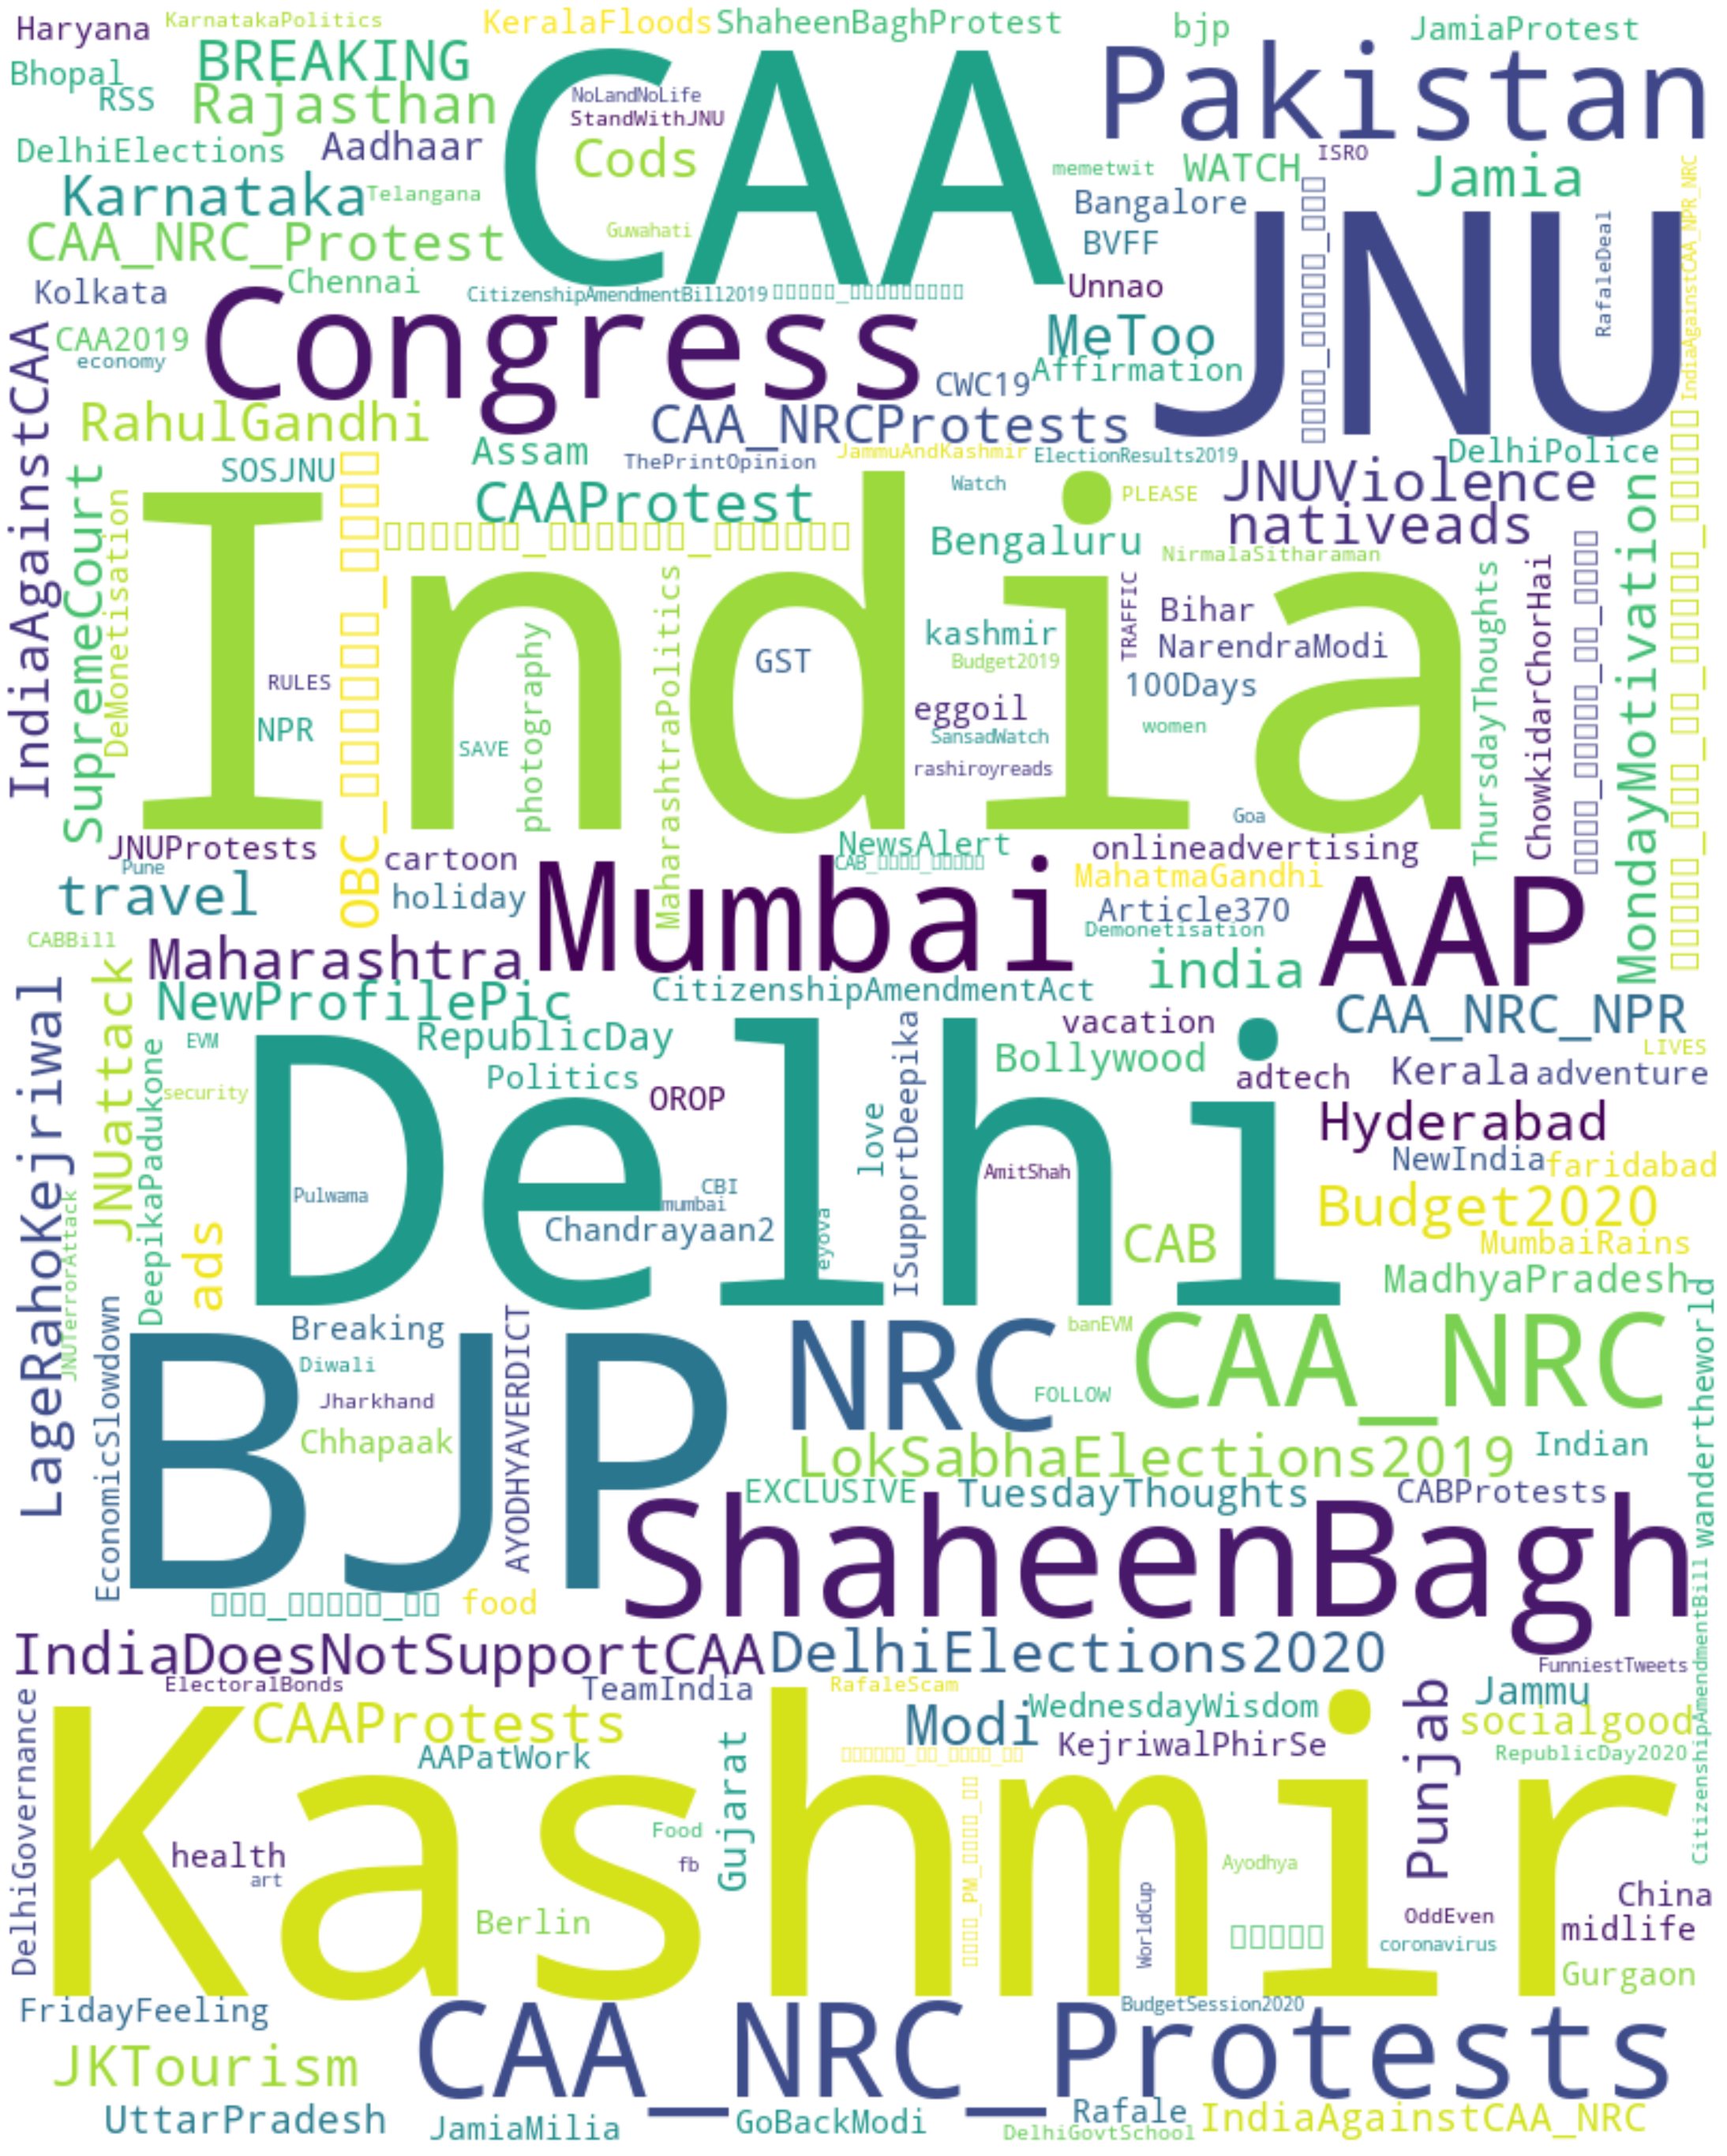 Haryana
KarnatakaPolitics
KeralaFloods
ShaheenBaghProtest
bjp
JamiaProtest
BREAKING
CAA
Pakistan
Bhopal
RSS
Rajasthan
NoLandNoLife
StandWithJNU
DelhiElections
Aadhaar
Cods
memetwit
WATCH
ISRO
Jamia
Karnataka
Telangana
Bangalore
JNU
RafaleDeal
IndiaAgainstCAA_NPR_NRC
CAA_NRC_Protest
Guwahati
BVFF
Kolkata
Chennai
CitizenshipAmendmentBill2019
Unnao
Congress
CAA2019
economy
MeToo
Affirmation
CWC19
IndiaAgainstCAA
RahulGandhi
CAA_NRCProtests
SOSJNU
Assam
ThePrintOpinion
JammuAndKashmir
ElectionResults2019
DelhiPolice
SupremeCourt
DeMonetisation
CAAProtest
Watch
PLEASE
JNUViolence
nativeads
India
Bengaluru
NirmalaSitharaman
MondayMotivation
photography
MaharashtraPolitics
GST
kashmir
Budget2019
TRAFFIC
Bihar
NarendraModi
ThursdayThoughts
ChowkidarChorHai
RULES
NPR
SAVE
100Days
eggoil
SansadWatch
women
rashiroyreads
Goa
JNUProtests
Pune
cartoon
NewsAlert
onlineadvertising
travel
holiday
Mumbai
MahatmaGandhi
AAP
Article370
Demonetisation
CABBill
Maharashtra
india
LageRahoKejriwal
JNUattack
NewProfilePic
CitizenshipAmendmentAct
CAA_NRC_NPR
EVM
RepublicDay
Delhi
vacation
Bollywood
LIVES
security
DeepikaPadukone
Politics
OROP
love
ISupportDeepika
adtech
Kerala
adventure
Hyderabad
Pulwama
CBI
mumbai
AmitShah
NewIndia
faridabad
JNUTerrorAttack
ads
Chandrayaan2
eyova
CAB
Budget2020
MumbaiRains
MadhyaPradesh
EconomicSlowdown
Breaking
BJP
AYODHYAVERDICT
NRC
banEVM
CAA_NRC
wandertheworld
Diwali
Jharkhand
FOLLOW
Chhapaak
LokSabhaElections2019
Indian
EXCLUSIVE
TuesdayThoughts
CABProtests
ShaheenBagh
food
CitizenshipAmendmentBill
IndiaDoesNotSupportCAA
DelhiElections2020
FunniestTweets
ElectoralBonds
TeamIndia
RafaleScam
DelhiGovernance
CAAProtests
Modi
WednesdayWisdom
Punjab
Jammu
socialgood
AAPatWork
Gujarat
KejriwalPhirSe
RepublicDay2020
Kashmir
health
art
Food
fb
Ayodhya
WorldCup
China
Berlin
OddEven
midlife
coronavirus
Gurgaon
FridayFeeling
BudgetSession2020
CAA_NRC_Protests
JKTourism
UttarPradesh
JamiaMilia
GoBackModi
Rafale
DelhiGovtSchool
IndiaAgainstCAA_NRC